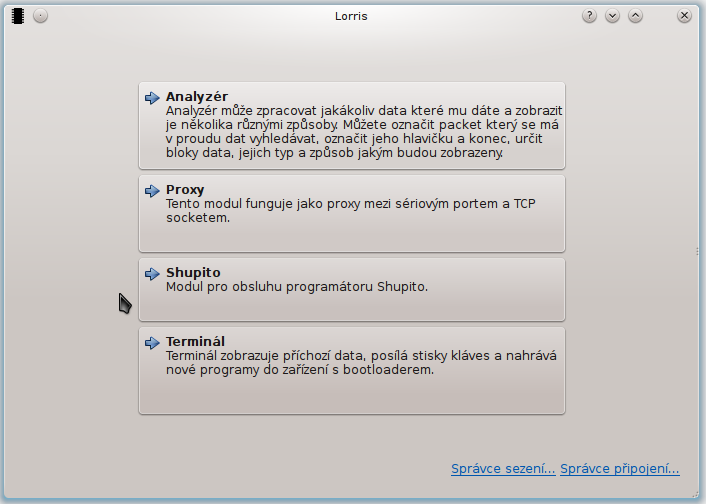 Lorris
Analyzér
Analyzér může zpracovat jakákoliv data které mu dáte a zobrazit
je několika různými způsoby. Můžete označit packet který se má
v proudu dat vyhledávat, označit jeho hlavičku a konec, určit
bloky data, jejich typ a způsob jakým budou zobrazeny.
Proxy
Tento modul funguje jako proxy mezi sériovým portem a TCP
socketem.
Shupito
Modul pro obsluhu programátoru Shupito.
Terminál
Terminál zobrazuje příchozí data, posílá stisky kláves a nahrává
nové programy do zařízení s bootloaderem.
Správce sezení... Správce připojení...